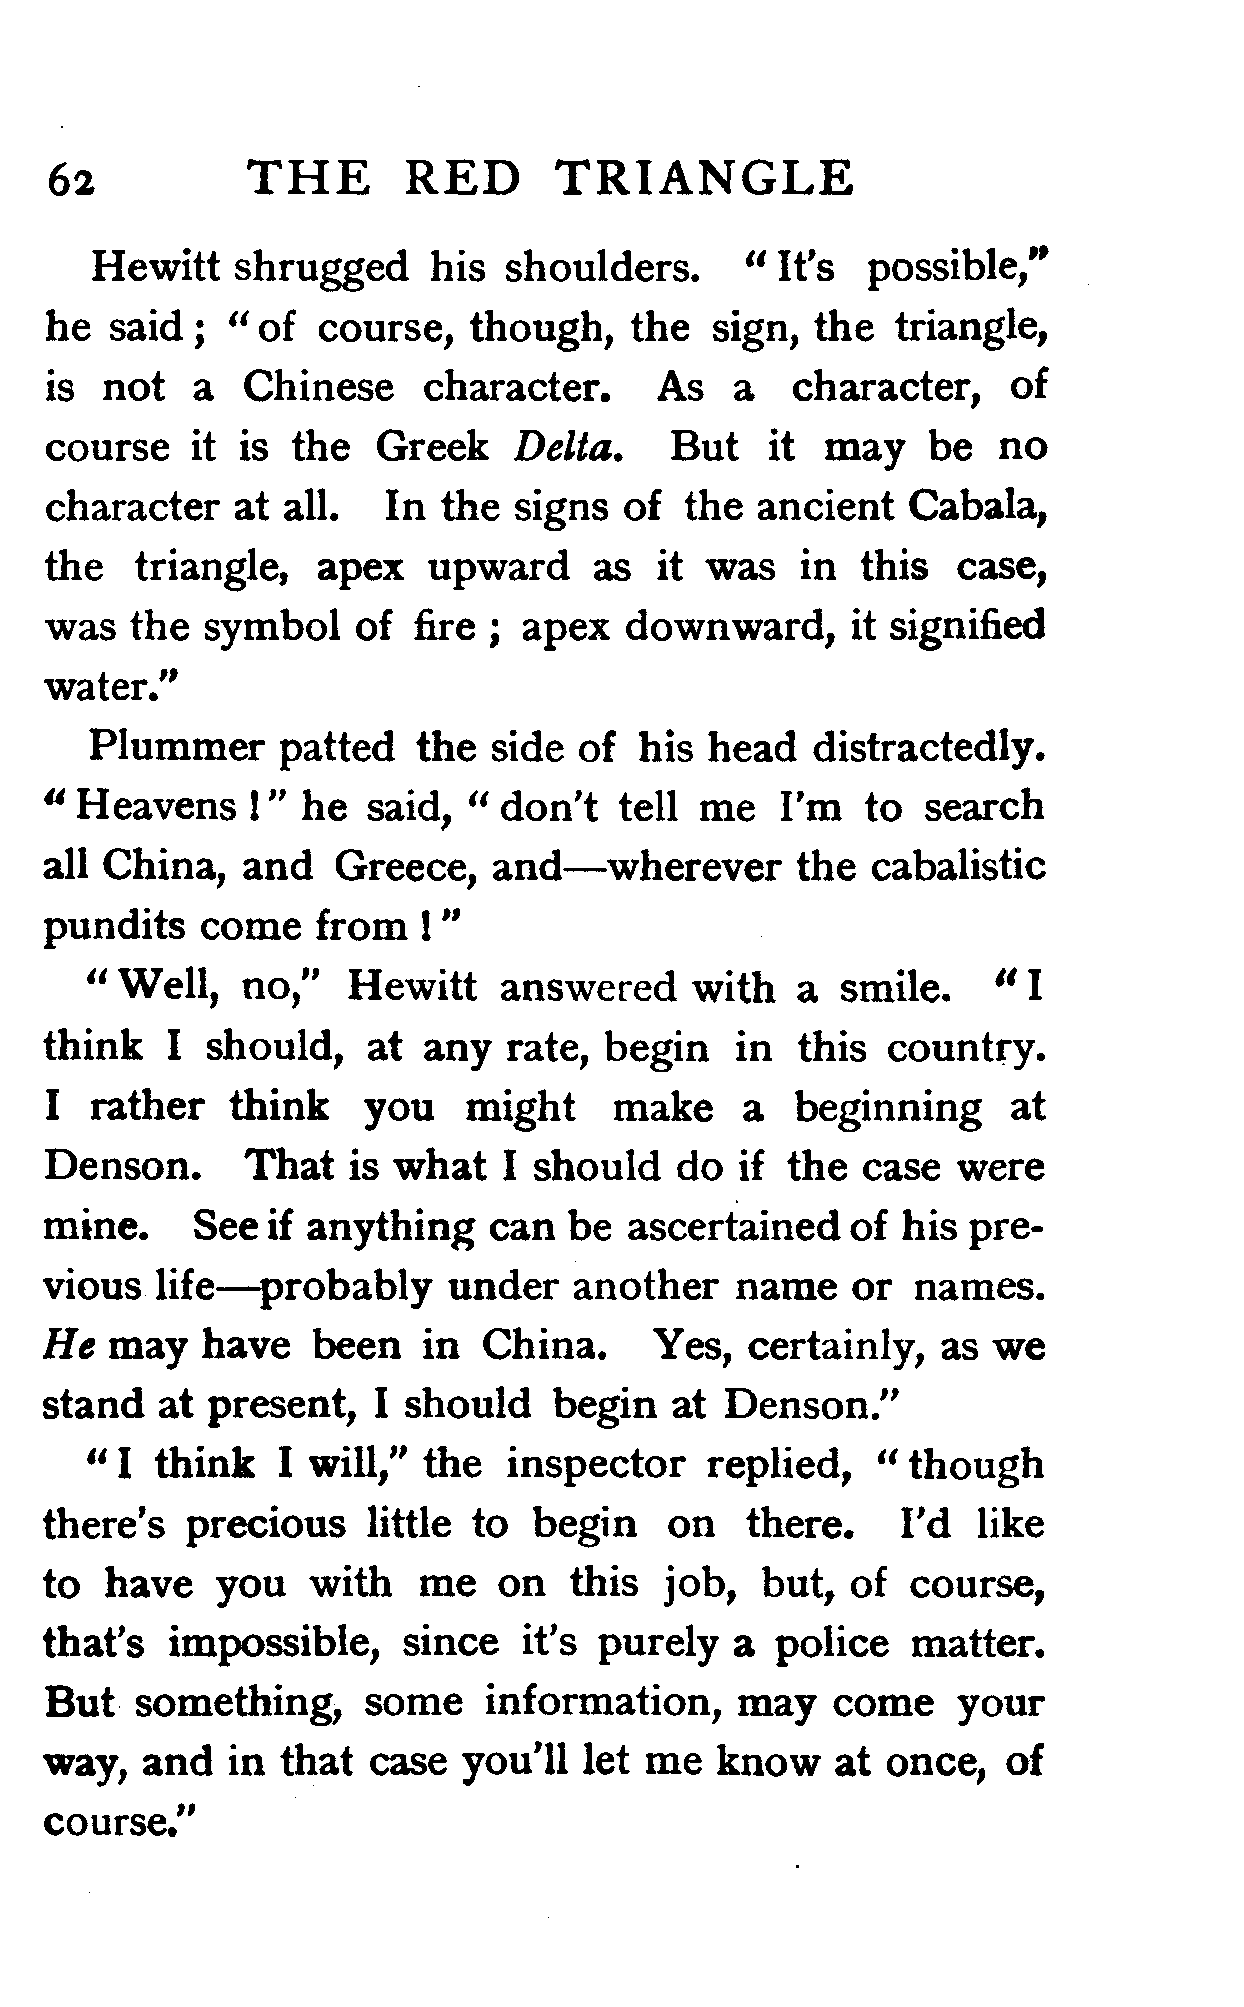 62 THE RED TRIANGLE
Hewitt shrugged his shoulders. "It's possible,"
he said; "of course, though, the sign, the triangle,
is not a Chinese character. As a character, of
course it is the Greek Delta. But it may be no
character at all. In the signs of the ancient Cabala,
the triangle, apex upward as it was in this case,
was the symbol of fire; apex downward, it signified
water."
Plummer patted the side of his head distractedly.
"Heavens!" he said, "don't tell me I'm to search
all China, and Greece, and—wherever the cabalistic
pundits come from!"
"Well, no," Hewitt answered with a smile. "I
think I should, at any rate, begin in this country.
I rather think you might make a beginning at
Denson. That is what I should do if the case were
mine. See if anything can be ascertained of his pre-
vious life—probably under another name or names.
He may have been in China. Yes, certainly, as we
stand at present, I should begin at Denson."
"I think I will," the inspector replied, "though
there's precious little to begin on there. I'd like
to have you with me on this job, but, of course,
that's impossible, since it's purely a police matter.
But something, some information, may come your
way, and in that case you'll let me know at once, of
course."